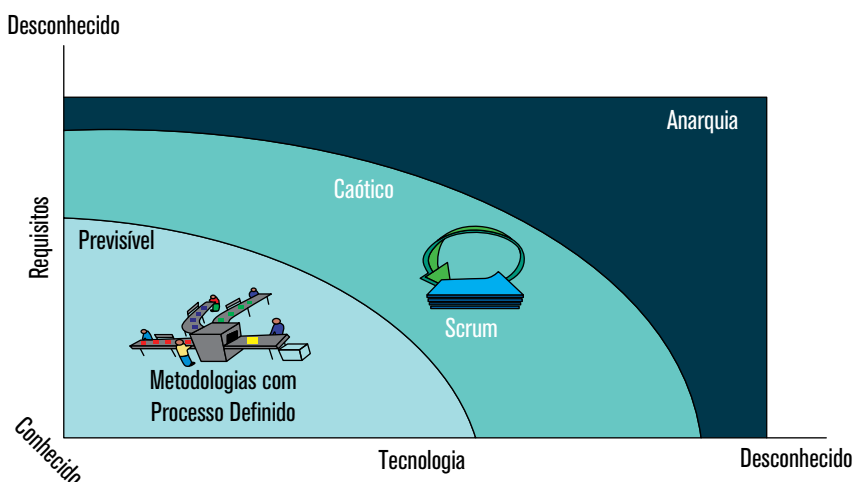 Desconhecido
Anarquia
Caótico
Requisitos
Previsível
Scrum
Metodologias com
Processo Definido
Conhecido
Tecnologia
Desconhecido